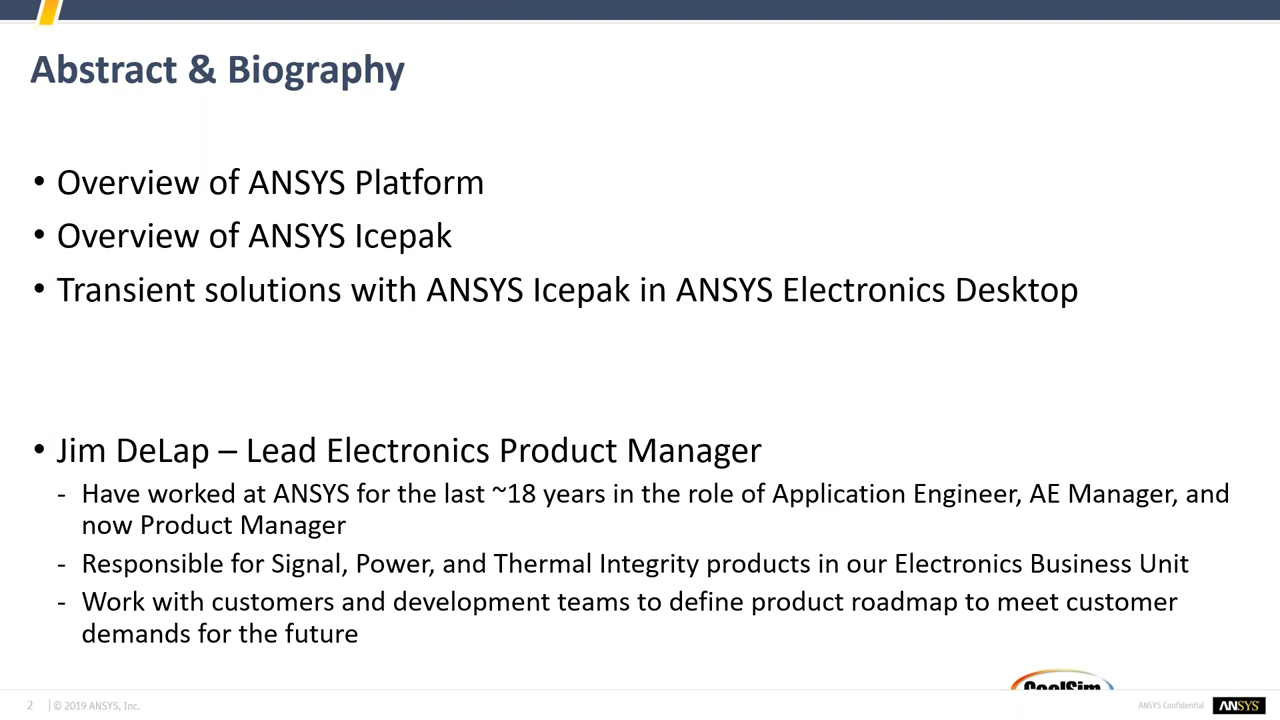 Abstract & Biography
• Overview of ANSYS Platform
• Overview of ANSYS Icepak
• Transient solutions with ANSYS Icepak in ANSYS Electronics Desktop
• Jim DeLap – Lead Electronics Product Manager
- Have worked at ANSYS for the last ~18 years in the role of Application Engineer, AE Manager, and
now Product Manager
- Responsible for Signal, Power, and Thermal Integrity products in our Electronics Business Unit
- Work with customers and development teams to define product roadmap to meet customer
demands for the future
CoolSim
2 © 2019 ANSYS, Inc. ANSYS Confidential ANSYS